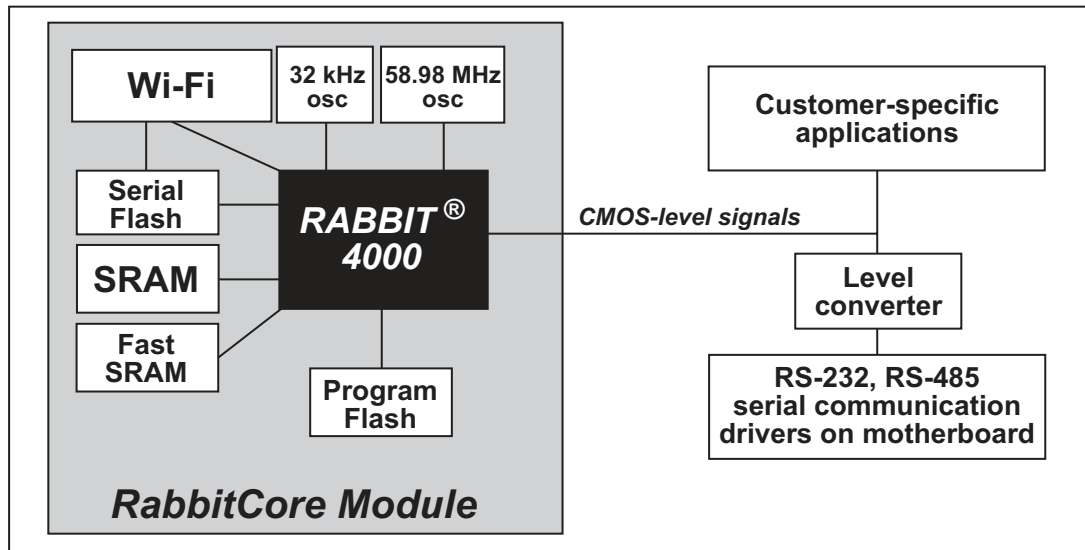 Wi-Fi
32 kHz
osc
58.98 MHz
osc
Serial
Flash
SRAM
Fast
SRAM
RABBIT®
4000
Program
Flash
RabbitCore Module
CMOS-level signals
Customer-specific
applications
Level
converter
RS-232, RS-485
serial communication
drivers on motherboard